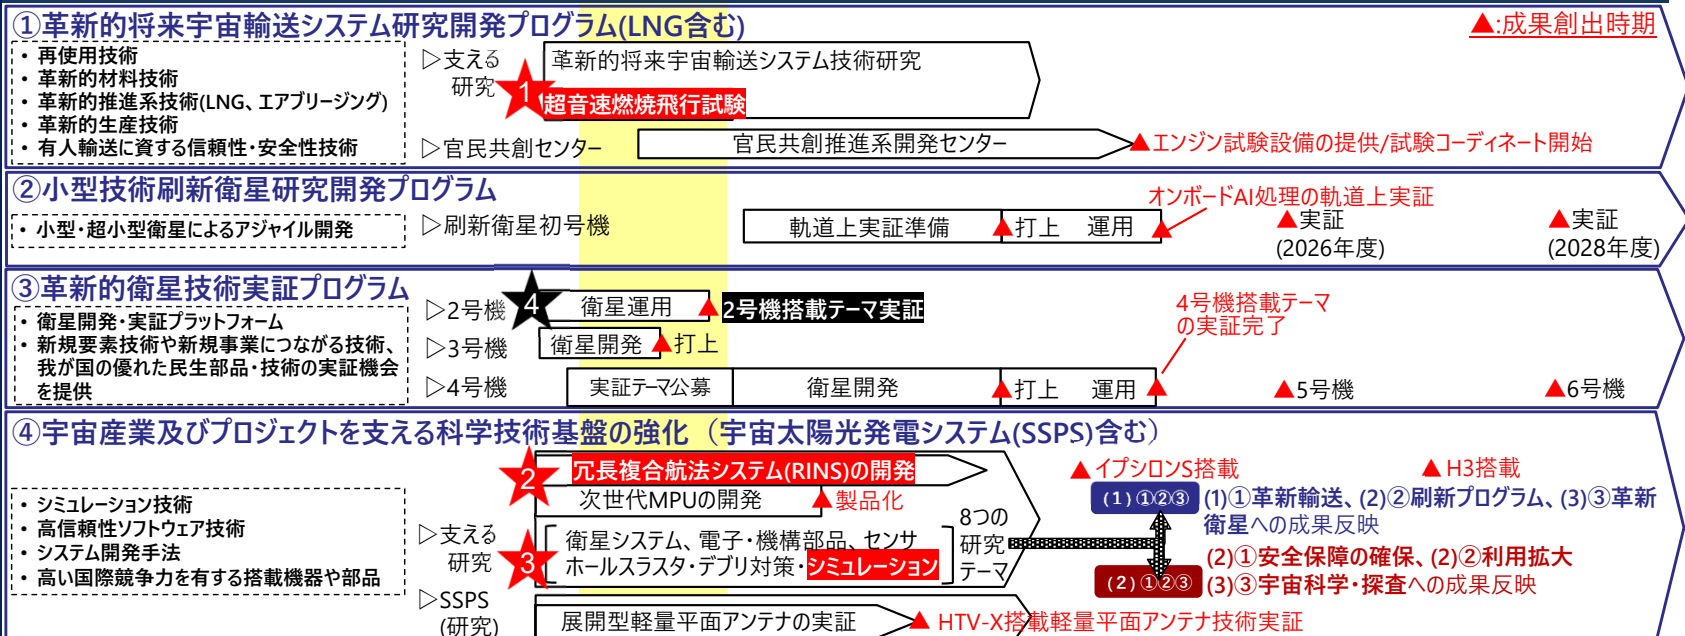 ①革新的将来宇宙輸送システム研究開発プログラム(LNG含む)
▲:成果創出時期
・再使用技術
・革新的材料技術
・革新的推進系技術(LNG、エアブリージング)
・革新的生産技術
・有人輸送に資する信頼性・安全性技術
▷支える
研究
1
革新的将来宇宙輸送システム技術研究
超音速燃焼飛行試験
▷官民共創センター
官民共創推進系開発センター
▲エンジン試験設備の提供/試験コーディネート開始
②小型技術刷新衛星研究開発プログラム
・小型・超小型衛星によるアジャイル開発
▷刷新衛星初号機
軌道上実証準備
▲打上 運用
▲
オンボードAI処理の軌道上実証
▲実証
(2026年度)
▲実証
(2028年度)
③革新的衛星技術実証プログラム
・衛星開発・実証プラットフォーム
・新規要素技術や新規事業につながる技術、
我が国の優れた民生部品・技術の実証機会
を提供
▷2号機
4
衛星運用
▲
2号機搭載テーマ実証
▷3号機
衛星開発
▲打上
▷4号機
実証テーマ公募
衛星開発
▲打上 運用
▲
4号機搭載テーマ
の実証完了
▲5号機
▲6号機
④宇宙産業及びプロジェクトを支える科学技術基盤の強化（宇宙太陽光発電システム(SSPS)含む）
・シミュレーション技術
・高信頼性ソフトウェア技術
・システム開発手法
・高い国際競争力を有する搭載機器や部品
▷支える
研究
2
冗長複合航法システム(RINS)の開発
▲イプシロンS搭載
▲H3搭載
次世代MPUの開発
▲製品化
3
衛星システム、電子・機構部品、センサ
ホールスラスタ・デブリ対策・シミュレーション
8つの
研究
テーマ
(1)①②③
(1)①革新輸送、(2)②刷新プログラム、(3)③革新
衛星への成果反映
(2)①②③
(2)①安全保障の確保、(2)②利用拡大
(3)③宇宙科学・探査への成果反映
▷SSPS
(研究)
展開型軽量平面アンテナの実証
▲HTV-X搭載軽量平面アンテナ技術実証